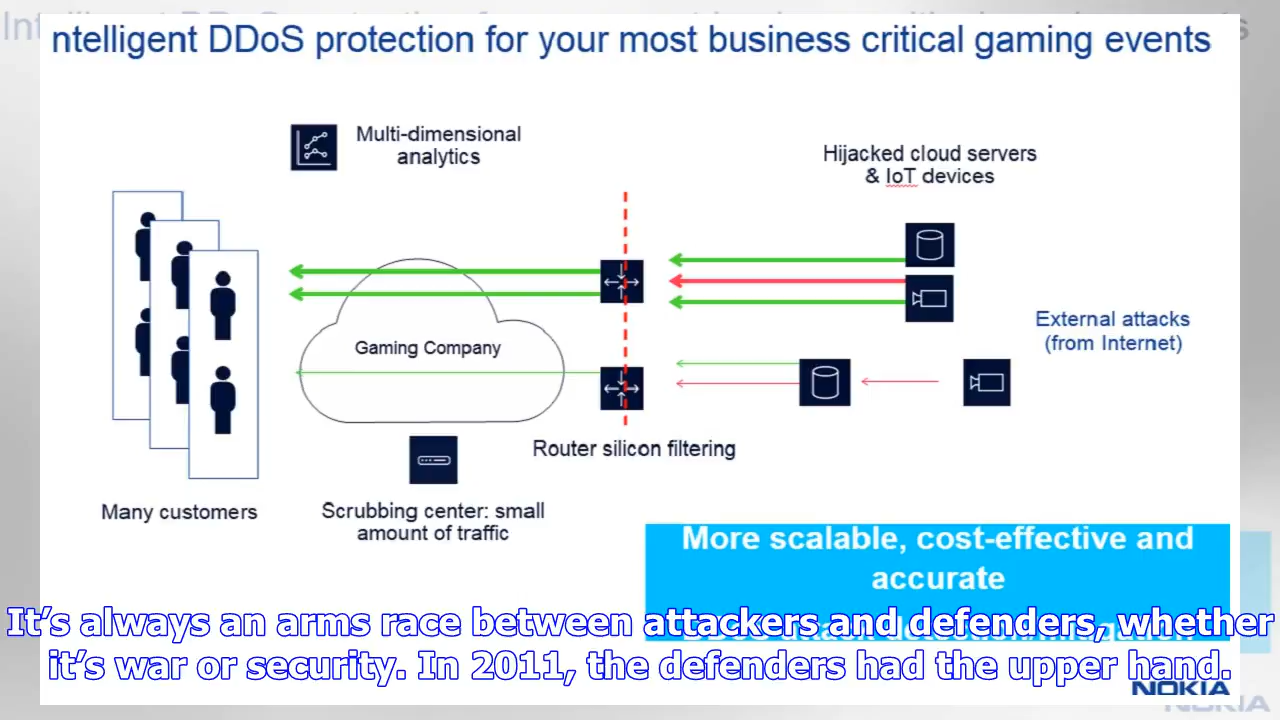 ntelligent DDoS protection for your most business critical gaming events
Multi-dimensional
analytics
Hijacked cloud servers
& IoT devices
External attacks
(from Internet)
Gaming Company
Router silicon filtering
Many customers
Scrubbing center: small
amount of traffic
More scalable, cost-effective and
accurate
It’s always an arms race between attackers and defenders, whether
it’s war or security. In 2011, the defenders had the upper hand.
NOKIA
NOKIA